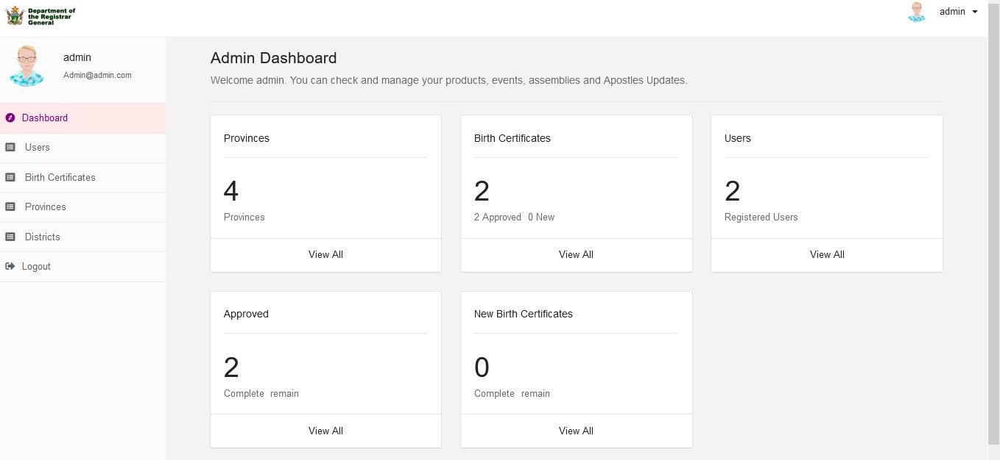 Department of
the Registrar
General
admin
admin
Admin@admin.com
Dashboard
Users
Birth Certificates
Provinces
Districts
Logout
Admin Dashboard
Welcome admin. You can check and manage your products, events, assemblies and Apostles Updates.
Provinces
4
Provinces
View All
Birth Certificates
2
2 Approved 0 New
View All
Users
2
Registered Users
View All
Approved
2
Complete remain
View All
New Birth Certificates
0
Complete remain
View All